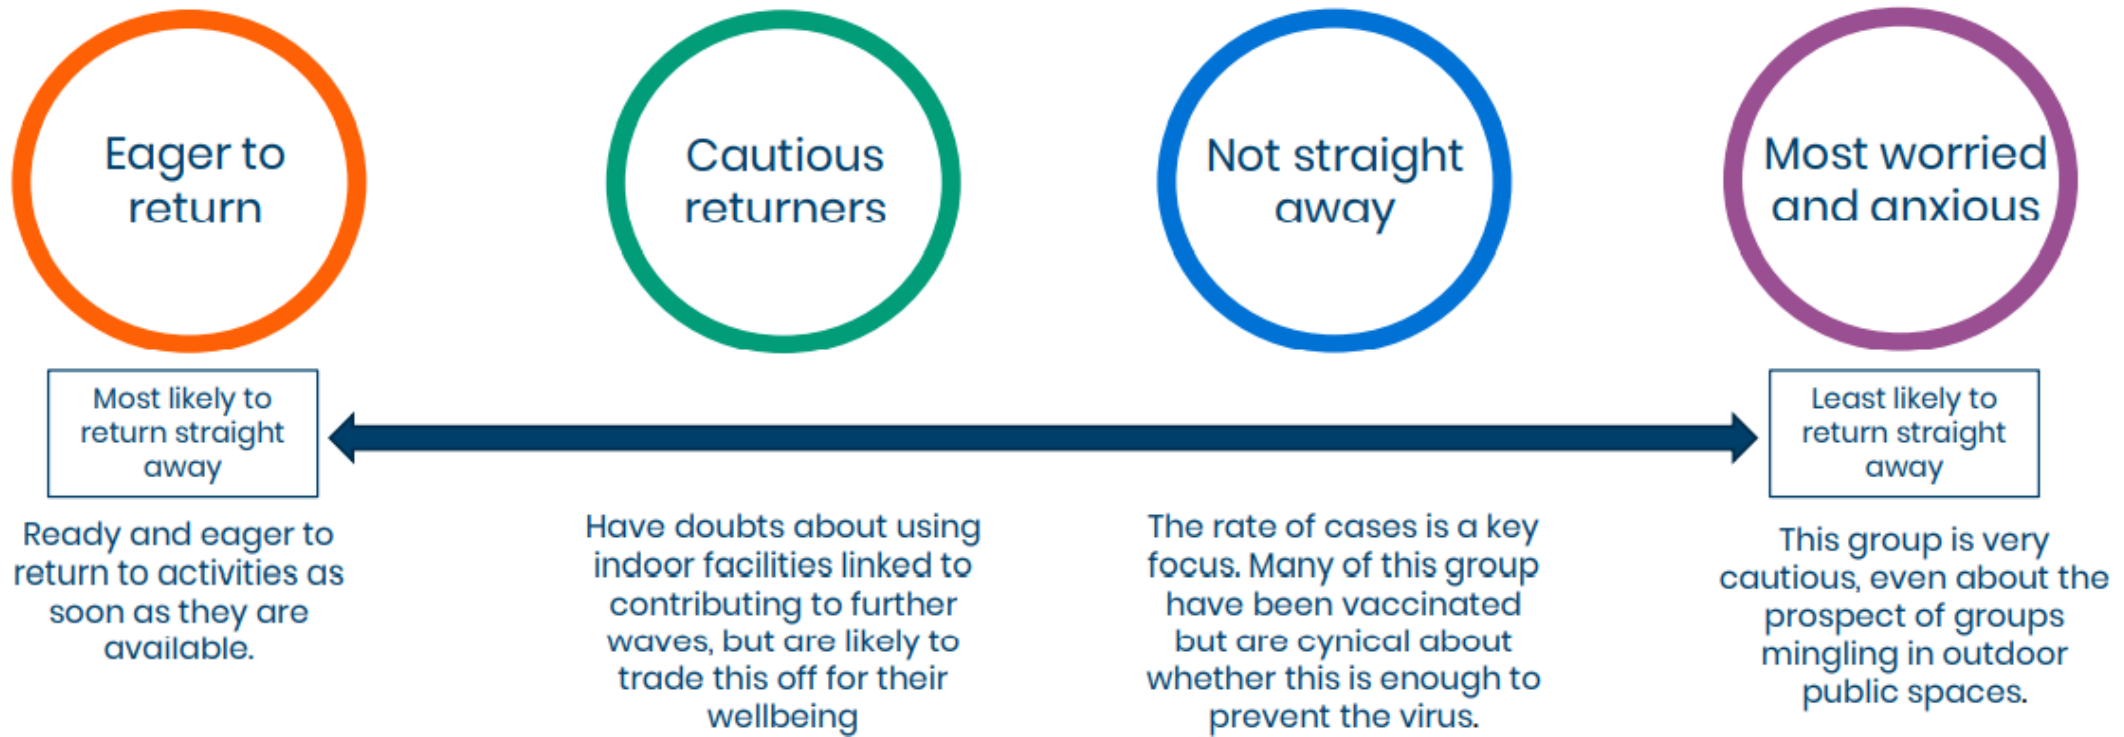 Eager to
return
Cautious
returners
Not straight
away
Most worried
and anxious
Most likely to
return straight
away
Least likely to
return straight
away
Ready and eager to
return to activities as
soon as they are
available.
Have doubts about using
indoor facilities linked to
contributing to further
waves, but are likely to
trade this off for their
wellbeing
The rate of cases is a key
focus. Many of this group
have been vaccinated
but are cynical about
whether this is enough to
prevent the virus.
This group is very
cautious, even about the
prospect of groups
mingling in outdoor
public spaces.